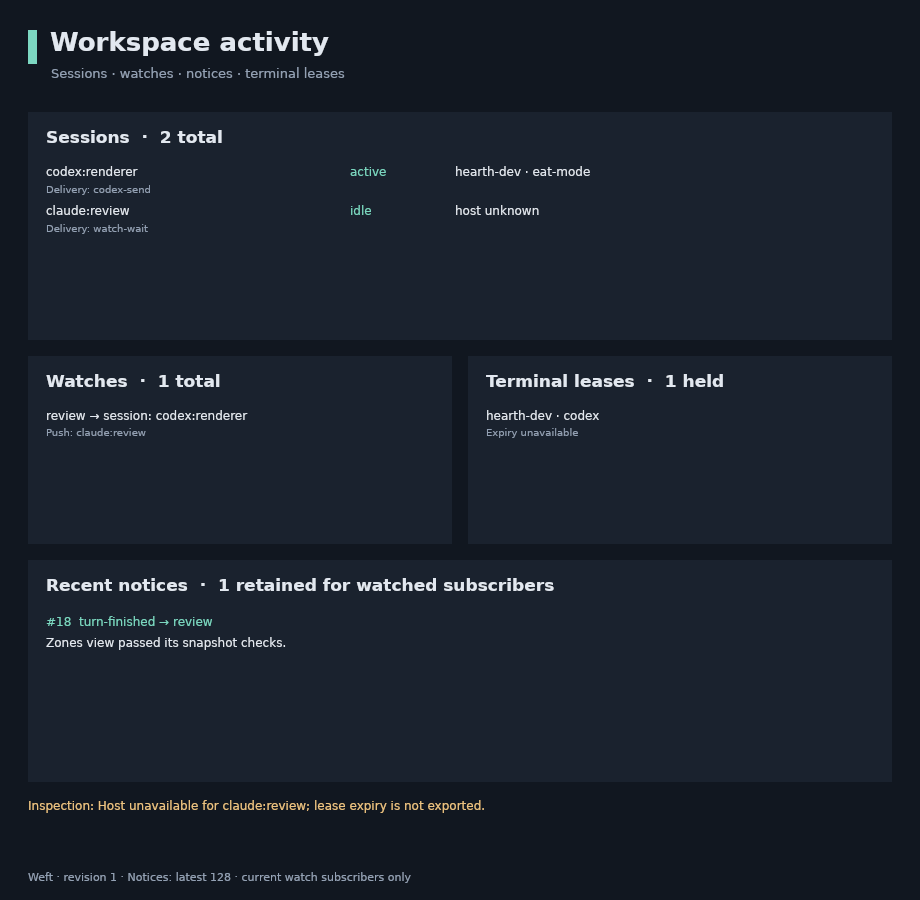 Workspace activity
Sessions · watches · notices · terminal leases
Sessions · 2 total
codex:renderer active hearth-dev · eat-mode
Delivery: codex-send
claude:review idle host unknown
Delivery: watch-wait
Watches · 1 total
review → session: codex:renderer
Push: claude:review
Terminal leases · 1 held
hearth-dev · codex
Expiry unavailable
Recent notices · 1 retained for watched subscribers
#18 turn-finished → review
Zones view passed its snapshot checks.
Inspection: Host unavailable for claude:review; lease expiry is not exported.
Weft · revision 1 · Notices: latest 128 · current watch subscribers only